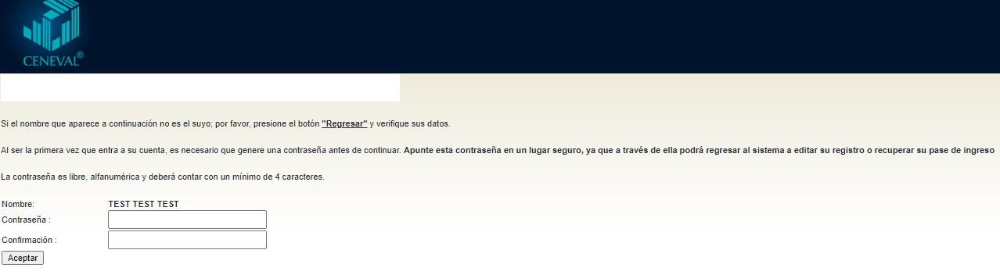 CENEVAL®
Si el nombre que aparece a continuación no es el suyo; por favor, presione el botón "Regresar" y verifique sus datos.
Al ser la primera vez que entra a su cuenta, es necesario que genere una contraseña antes de continuar. Apunte esta contraseña en un lugar seguro, ya que a través de ella podrá regresar al sistema a editar su registro o recuperar su pase de ingreso
La contraseña es libre, alfanumérica y deberá contar con un mínimo de 4 caracteres.
Nombre: TEST TEST TEST
Contraseña :
Confirmación :
Aceptar